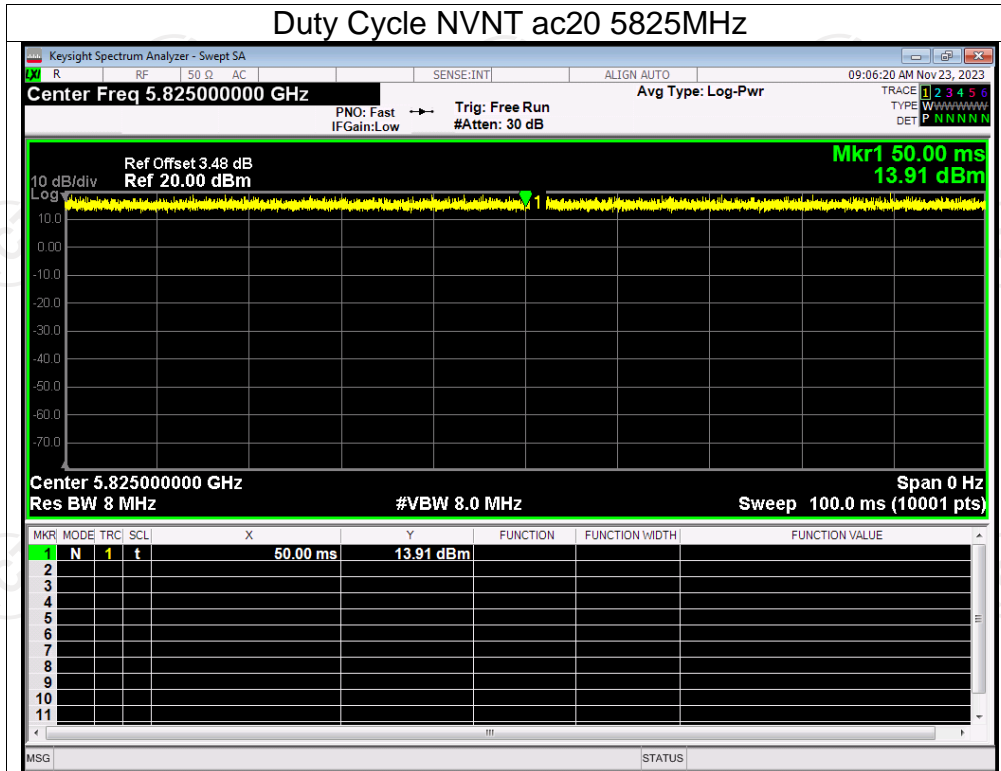 Duty Cycle NVNT ac20 5825MHz
Keysight Spectrum Analyzer - Swept SA
LXI R RF 50 Ω AC SENSE:INT ALIGN AUTO 09:06:20 AM Nov 23, 2023
Center Freq 5.825000000 GHz Avg Type: Log-Pwr TRACE 1 2 3 4 5 6
PNO: Fast Trig: Free Run TYPE WWWWWW
IFGain:Low #Atten: 30 dB DET P N N N N N
Mkr1 50.00 ms
Ref Offset 3.48 dB
10 dB/div Ref 20.00 dBm 13.91 dBm
Log
1
10.0
0.00
-10.0
-20.0
-30.0
-40.0
-50.0
-60.0
-70.0
Center 5.825000000 GHz Span 0 Hz
Res BW 8 MHz #VBW 8.0 MHz Sweep 100.0 ms (10001 pts)
MKR MODE TRC SCL X Y FUNCTION FUNCTION WIDTH FUNCTION VALUE
1 N 1 t 50.00 ms 13.91 dBm
2
3
4
5
6
7
8
9
10
11
MSG STATUS